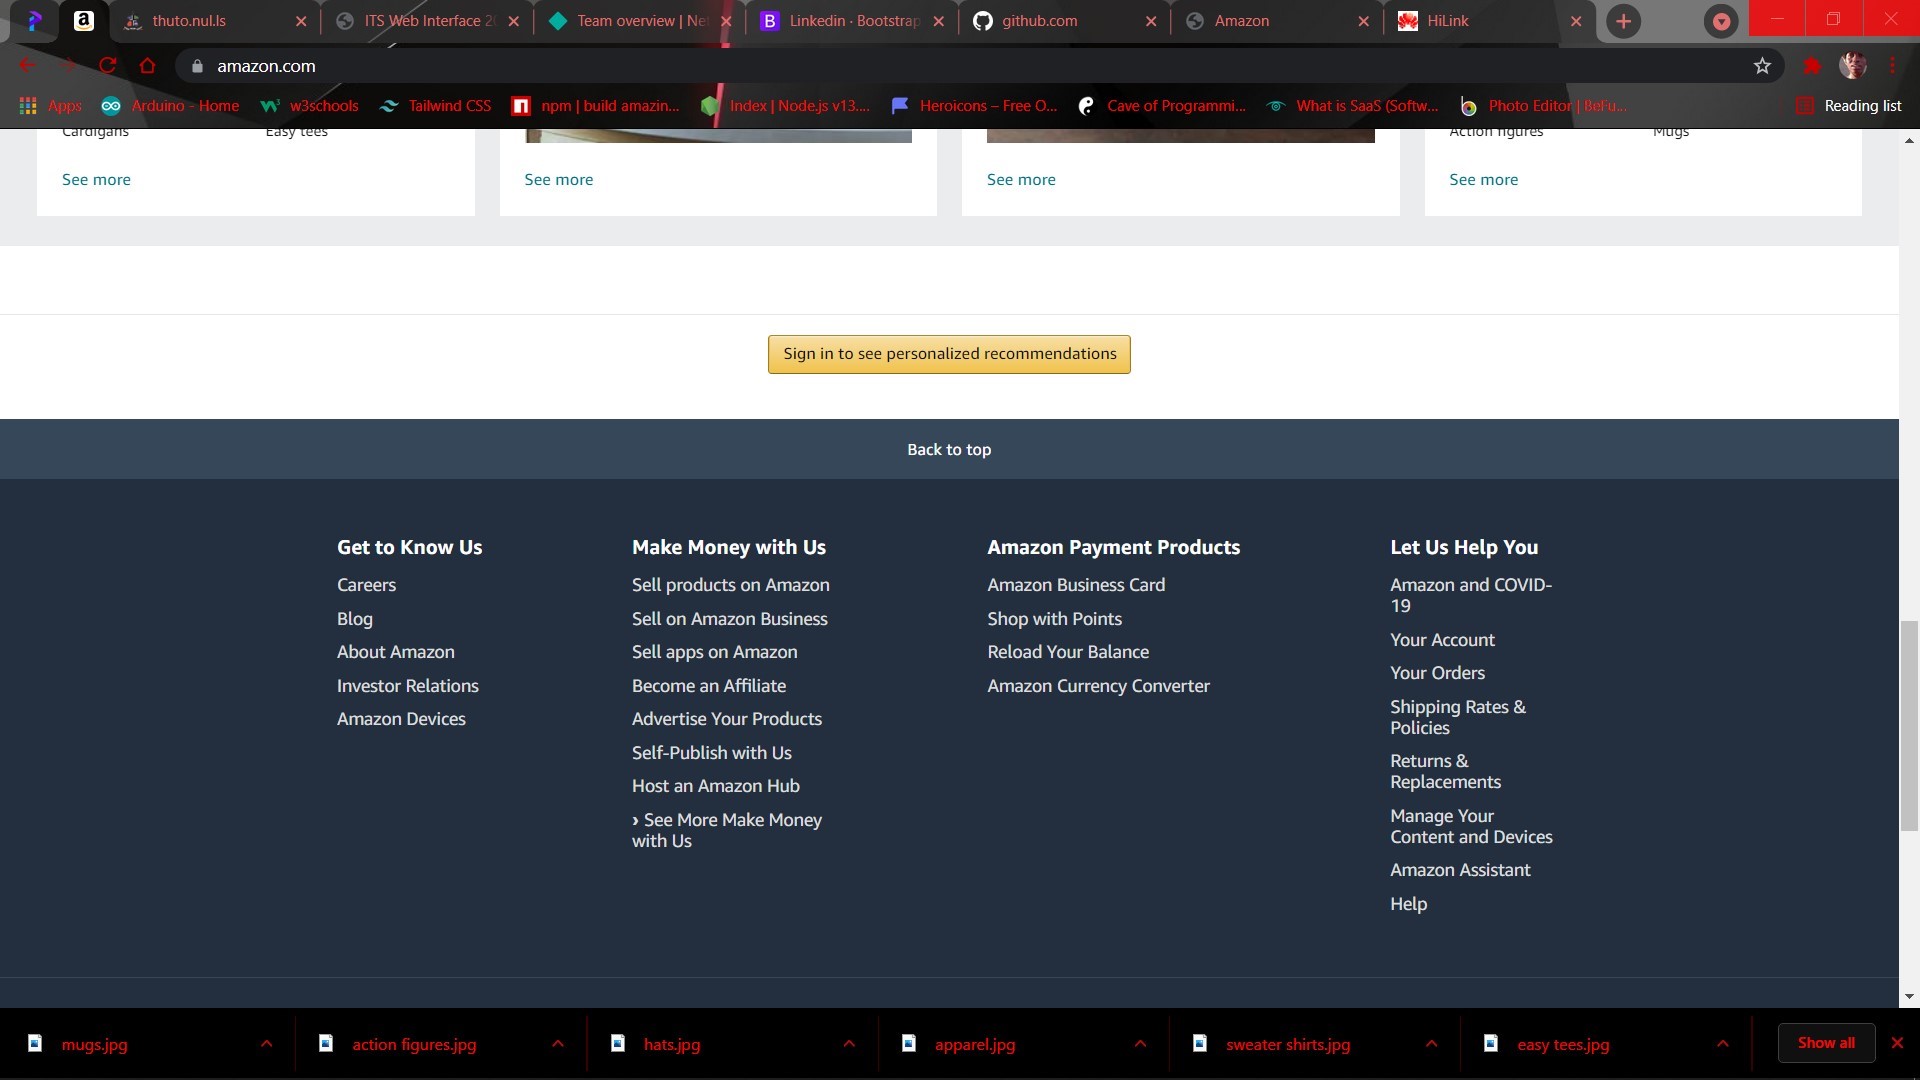 thuto.nul.ls
ITS Web Interface 20
Team overview | Net
Linkedin · Bootstrap
github.com
Amazon
HiLink
amazon.com
Apps
Arduino - Home
w3schools
Tailwind CSS
npm | build amazin...
Index | Node.js v13....
Heroicons – Free O...
Cave of Programmi...
What is SaaS (Softw...
Photo Editor | BeFu...
Reading list
Cardigans
Easy tees
Action figures
Mugs
See more
See more
See more
See more
Sign in to see personalized recommendations
Back to top
Get to Know Us
Careers
Blog
About Amazon
Investor Relations
Amazon Devices
Make Money with Us
Sell products on Amazon
Sell on Amazon Business
Sell apps on Amazon
Become an Affiliate
Advertise Your Products
Self-Publish with Us
Host an Amazon Hub
› See More Make Money
with Us
Amazon Payment Products
Amazon Business Card
Shop with Points
Reload Your Balance
Amazon Currency Converter
Let Us Help You
Amazon and COVID-
19
Your Account
Your Orders
Shipping Rates &
Policies
Returns &
Replacements
Manage Your
Content and Devices
Amazon Assistant
Help
mugs.jpg
action figures.jpg
hats.jpg
apparel.jpg
sweater shirts.jpg
easy tees.jpg
Show all